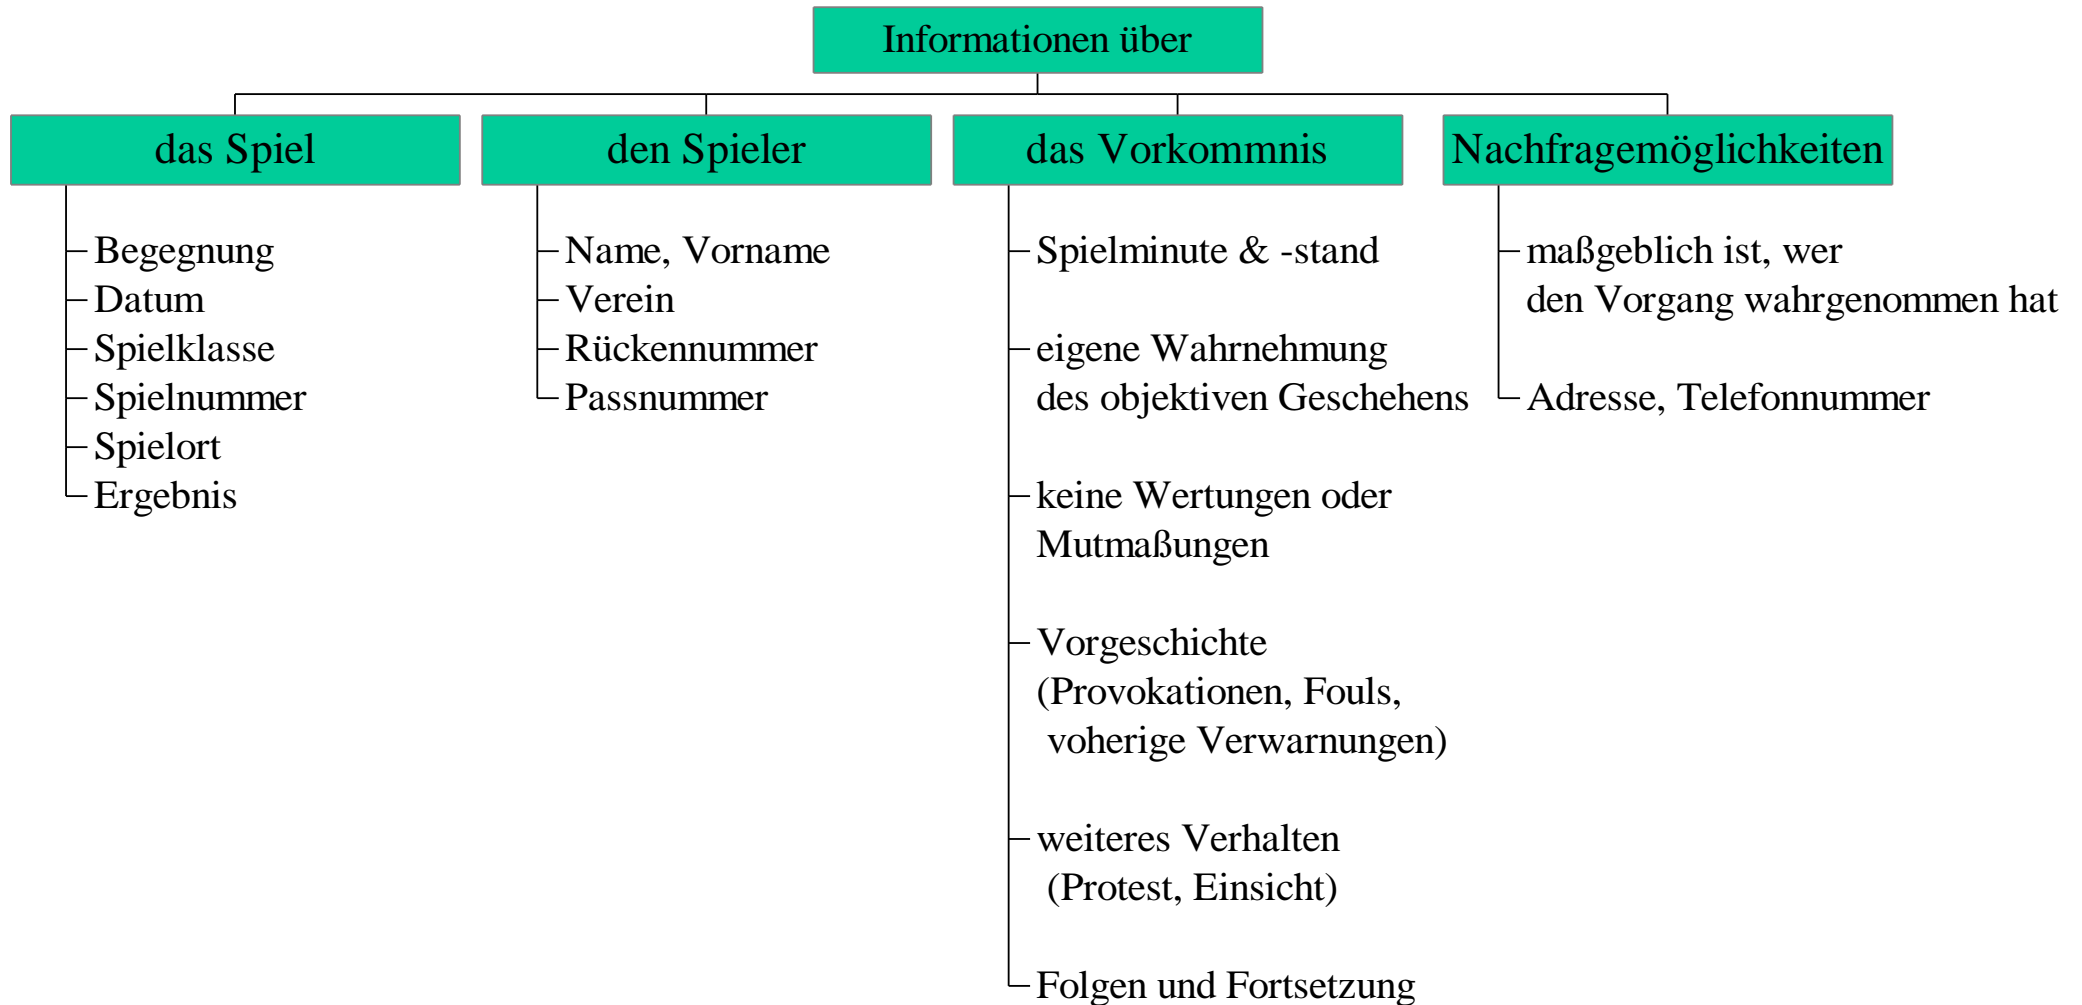 Informationen über
das Spiel
Begegnung
Datum
Spielklasse
Spielnummer
Spielort
Ergebnis
den Spieler
Name, Vorname
Verein
Rückennummer
Passnummer
das Vorkommnis
Spielminute & -stand
eigene Wahrnehmung
des objektiven Geschehens
keine Wertungen oder
Mutmaßungen
Vorgeschichte
(Provokationen, Fouls,
voherige Verwarnungen)
weiteres Verhalten
(Protest, Einsicht)
Folgen und Fortsetzung
Nachfragemöglichkeiten
maßgeblich ist, wer
den Vorgang wahrgenommen hat
Adresse, Telefonnummer